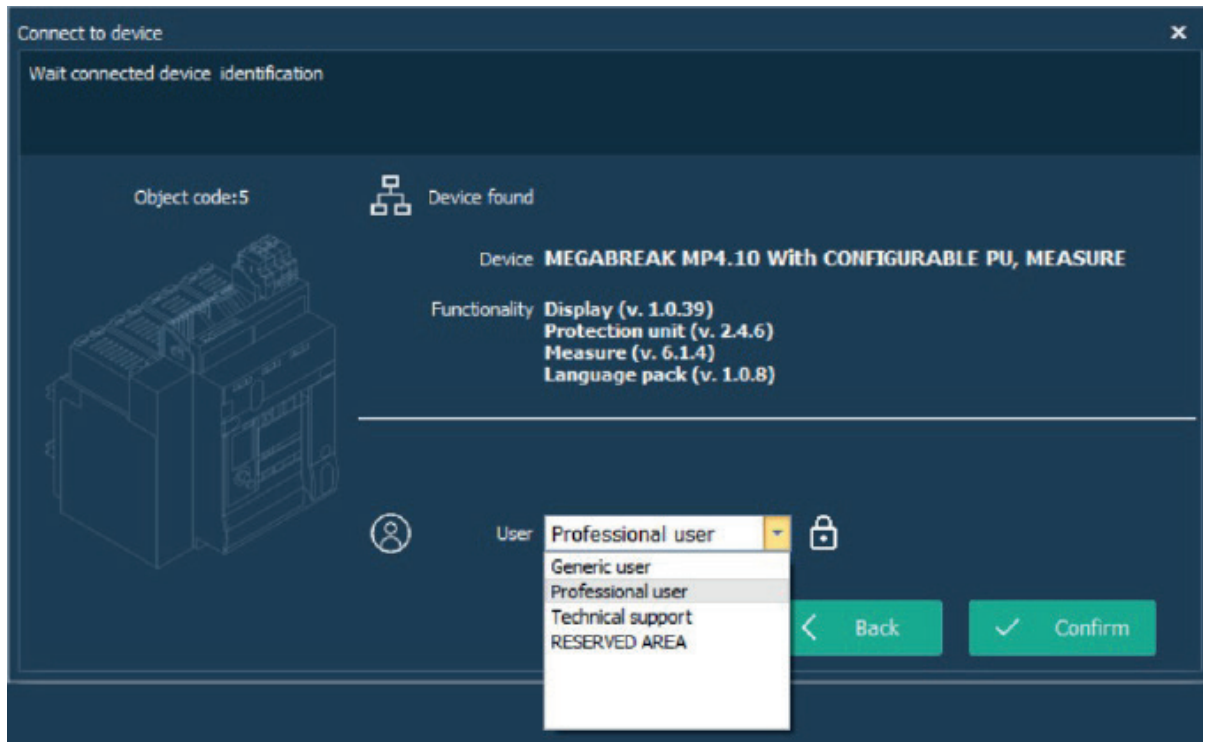 Connect to device
Wait connected device identification
Object code:5
Device found
Device MEGABREAK MP4.10 With CONFIGURABLE PU, MEASURE
Functionality Display (v. 1.0.39)
Protection unit (v. 2.4.6)
Measure (v. 6.1.4)
Language pack (v. 1.0.8)
User Professional user
Generic user
Professional user
Technical support
RESERVED AREA
Back
Confirm